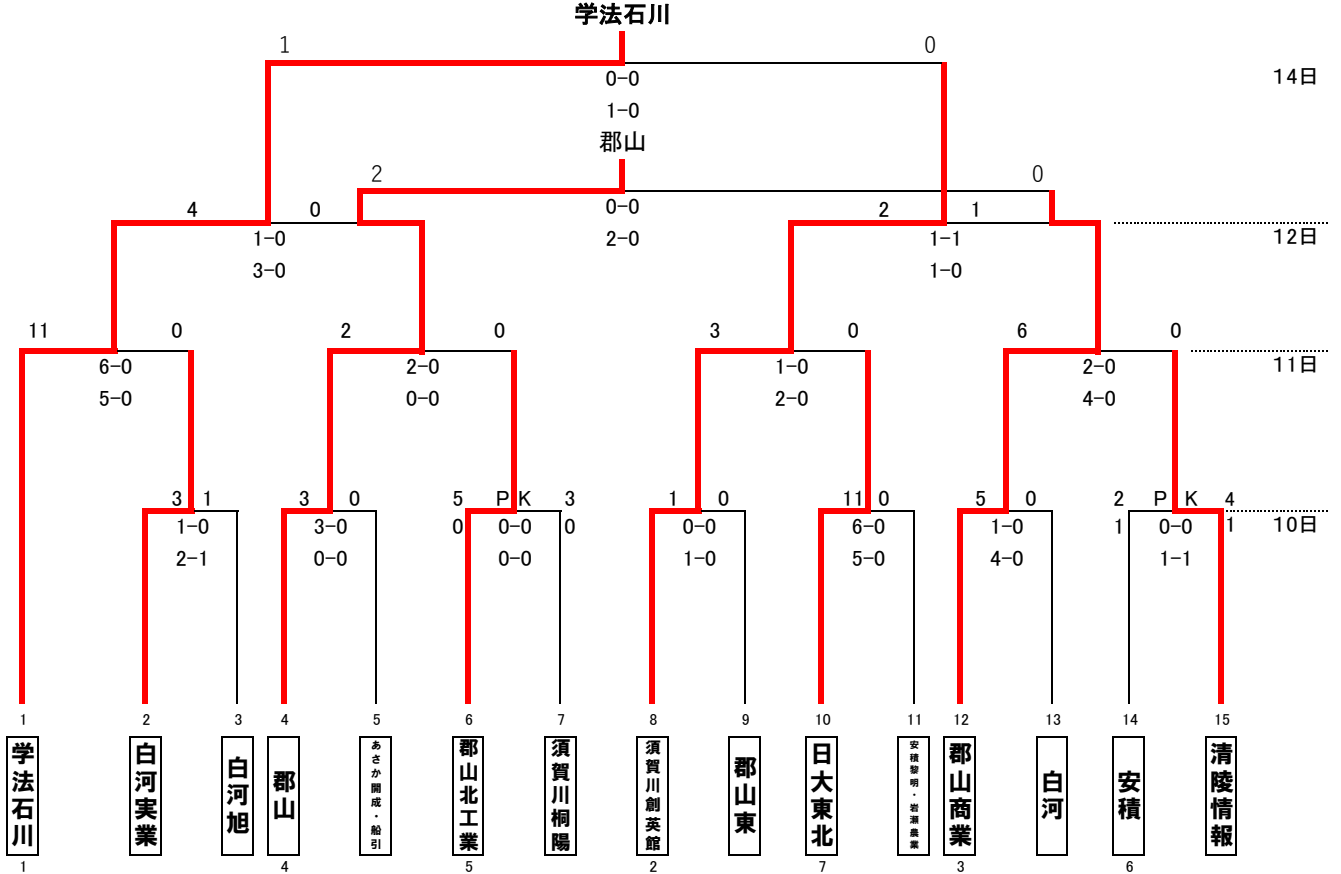 学法石川
1 0
0-0 14日
1-0
郡山
2 0
4 0 0-0 2 1
1-0 2-0 1-1 12日
3-0 1-0
11 0 2 0 3 0 6 0
6-0 2-0 1-0 2-0 11日
5-0 0-0 2-0 4-0
3 1 3 0 5 PK 3 1 0 11 0 5 0 2 PK 4
1-0 3-0 0 0-0 0 0-0 6-0 1-0 1 0-0 1 10日
2-1 0-0 0-0 1-0 5-0 4-0 1-1
1 2 3 4 5 6 7 8 9 10 11 12 13 14 15
学法石川
白河実業
白河旭
郡山
あさか開成・船引
郡山北工業
須賀川桐陽
須賀川創英館
郡山東
日大東北
安積黎明・岩瀬農業
郡山商業
白河
安積
清陵情報
1 4 5 2 7 3 6